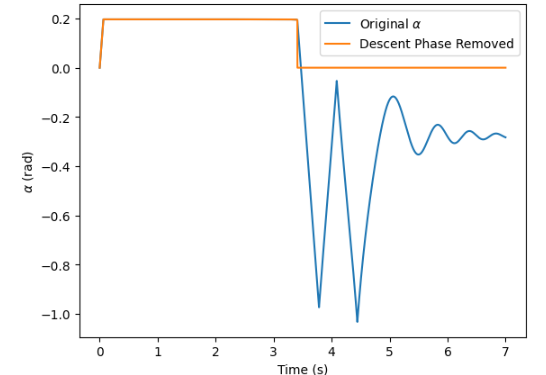 0.2
0.0
−0.2
−0.4
−0.6
−0.8
−1.0
α (rad)
Original α
Descent Phase Removed
0 1 2 3 4 5 6 7
Time (s)